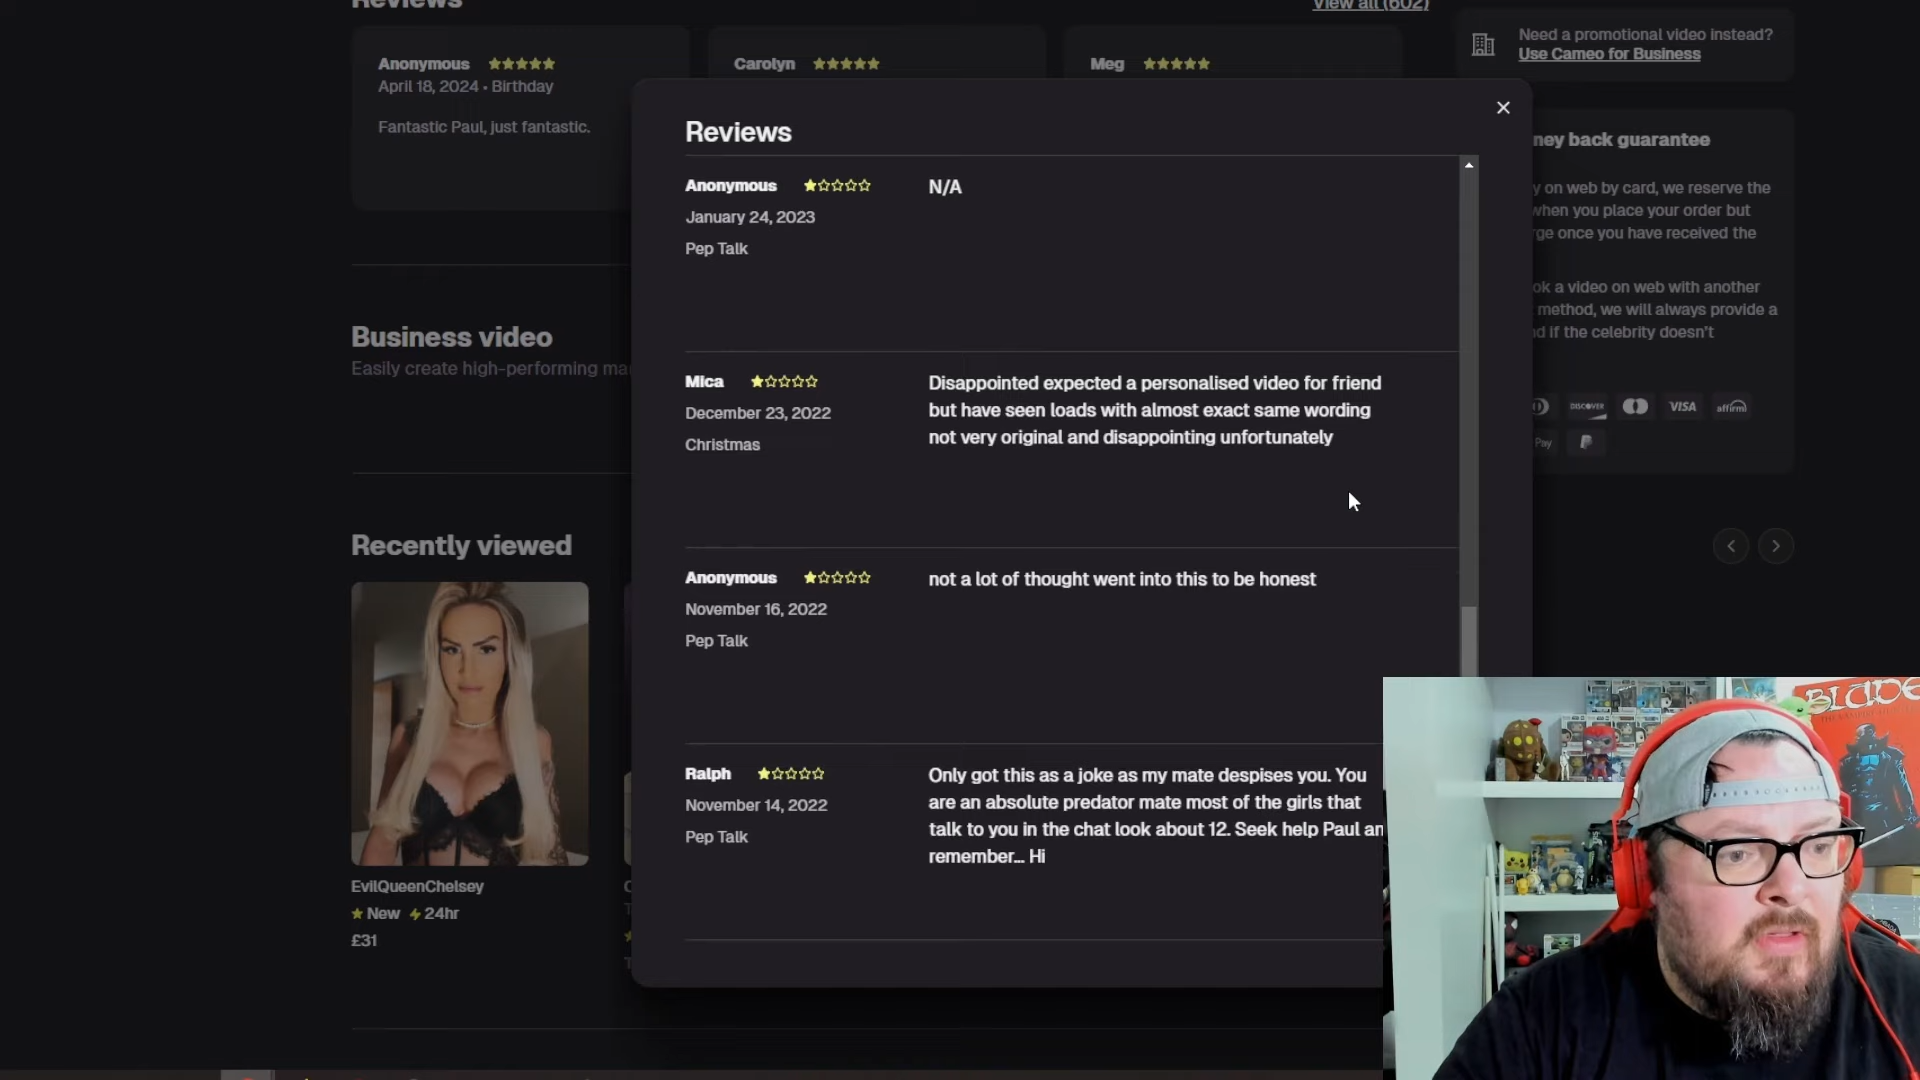 Reviews
View all (602)
Anonymous
April 18, 2024 • Birthday
Fantastic Paul, just fantastic.
Carolyn
Meg
Need a promotional video instead?
Use Cameo for Business
ney back guarantee
y on web by card, we reserve the
when you place your order but
rge once you have received the
ok a video on web with another
method, we will always provide a
nd if the celebrity doesn't
DISCOVER
VISA
affirm
Pay
Business video
Easily create high-performing ma
Recently viewed
EvilQueenChelsey
New 24hr
£31
Reviews
Anonymous
January 24, 2023
Pep Talk
N/A
Mica
December 23, 2022
Christmas
Disappointed expected a personalised video for friend
but have seen loads with almost exact same wording
not very original and disappointing unfortunately
Anonymous
November 16, 2022
Pep Talk
not a lot of thought went into this to be honest
Ralph
November 14, 2022
Pep Talk
Only got this as a joke as my mate despises you. You
are an absolute predator mate most of the girls that
talk to you in the chat look about 12. Seek help Paul an
remember... Hi
BLADE